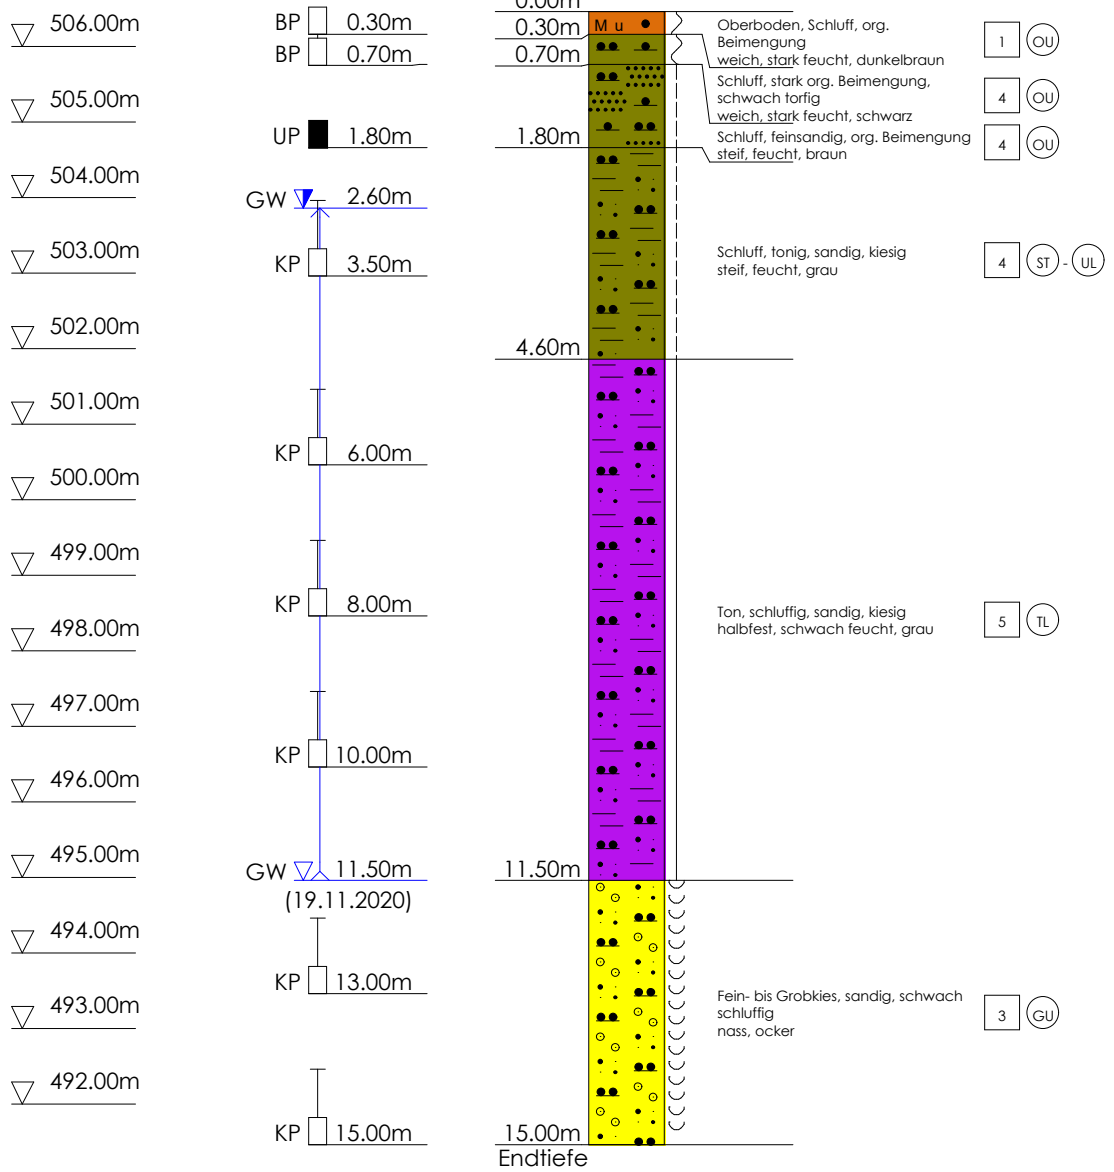 0.00m
506.00m
BP 0.30m
0.30m
M u
Oberboden, Schluff, org.
Beimengung
weich, stark feucht, dunkelbraun
1 OU
BP 0.70m
0.70m
Schluff, stark org. Beimengung,
schwach torfig
weich, stark feucht, schwarz
4 OU
505.00m
UP 1.80m
1.80m
Schluff, feinsandig, org. Beimengung
steif, feucht, braun
4 OU
504.00m
GW 2.60m
503.00m
KP 3.50m
Schluff, tonig, sandig, kiesig
steif, feucht, grau
4 ST - UL
502.00m
4.60m
501.00m
KP 6.00m
500.00m
499.00m
KP 8.00m
Ton, schluffig, sandig, kiesig
halbfest, schwach feucht, grau
5 TL
498.00m
497.00m
KP 10.00m
496.00m
495.00m
GW 11.50m
(19.11.2020)
11.50m
494.00m
KP 13.00m
493.00m
Fein- bis Grobkies, sandig, schwach
schluffig
nass, ocker
3 GU
492.00m
KP 15.00m
15.00m
Endtiefe